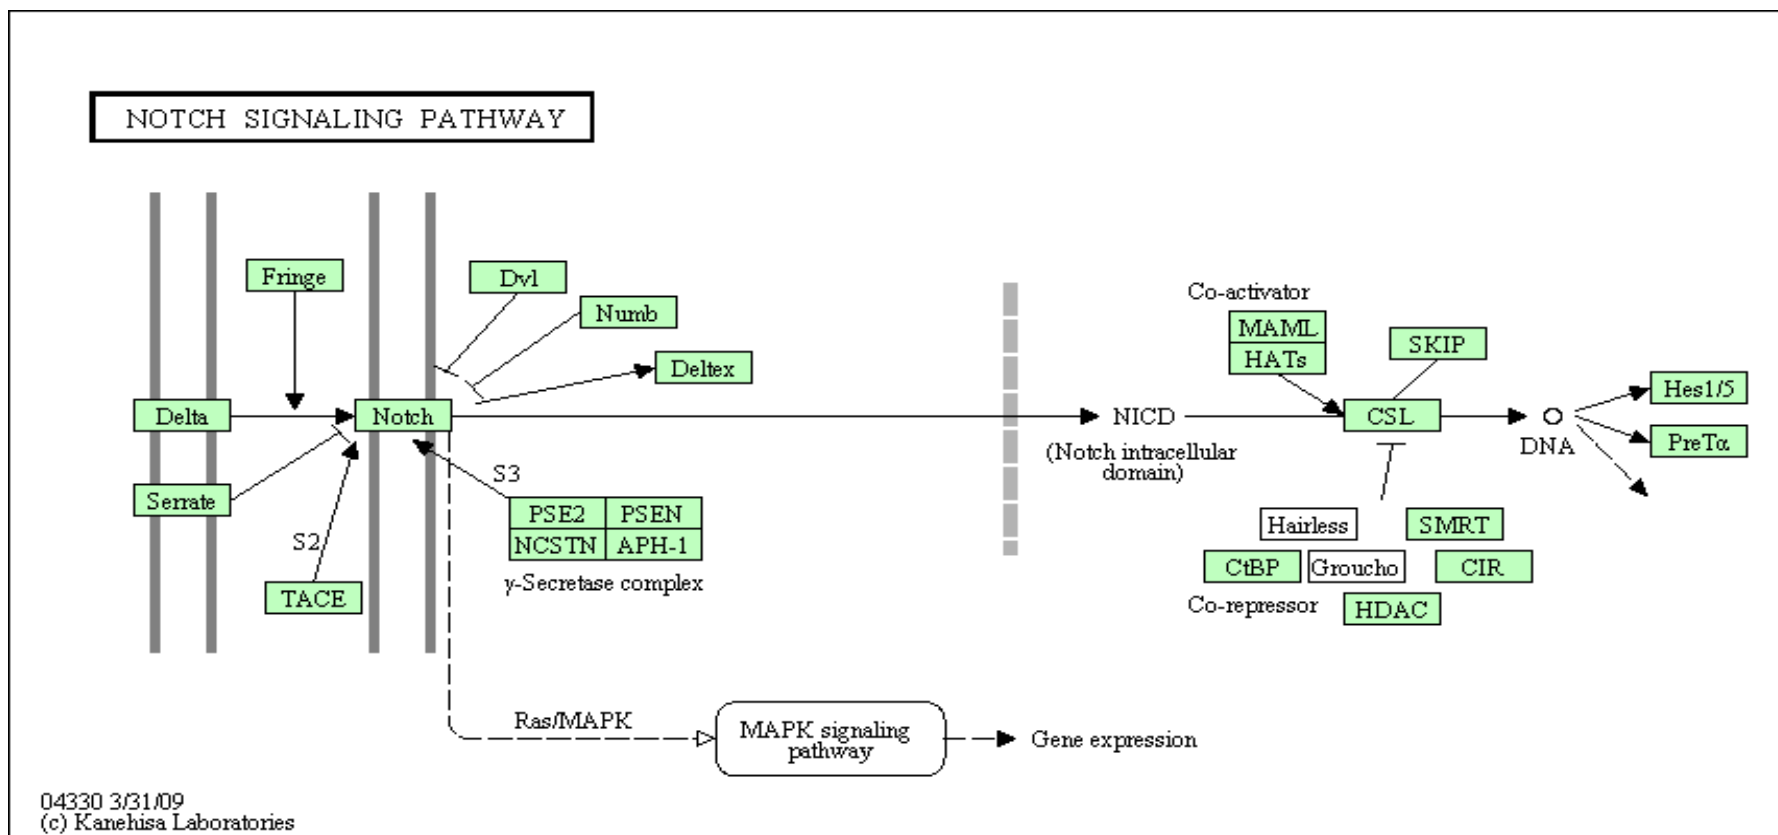 NOTCH SIGNALING PATHWAY
Fringe
Dvl
Numb
Deltex
Delta
Notch
Serrate
S2
TACE
S3
PSE2 PSEN
NCSTN APH-1
γ-Secretase complex
NICD
(Notch intracellular
domain)
Co-activator
MAML
HATs
SKIP
CSL
DNA
Hes1/5
PreTα
Hairless
SMRT
CtBP
Groucho
CIR
Co-repressor
HDAC
Ras/MAPK
MAPK signaling
pathway
Gene expression
04330 3/31/09
(c) Kanehisa Laboratories